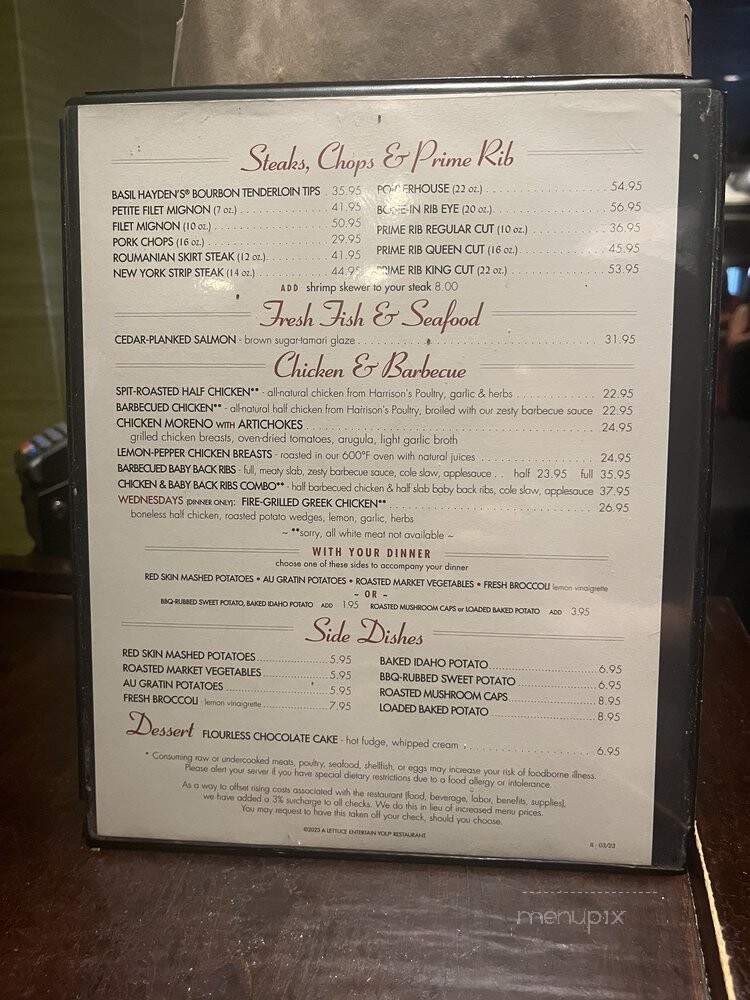 Steaks, Chops & Prime Rib
BASIL HAYDEN'S® BOURBON TENDERLOIN TIPS . 35.95
PETITE FILET MIGNON (7 oz.) . . . . . . . . . . . . . . . 41.95
FILET MIGNON (10 oz.) . . . . . . . . . . . . . . . . . . . . 50.95
PORK CHOPS (16 oz.) . . . . . . . . . . . . . . . . . . . . . 29.95
ROUMANIAN SKIRT STEAK (12 oz.) . . . . . . . . . . . 41.95
NEW YORK STRIP STEAK (14 oz.) . . . . . . . . . . . . 44.95
(22 oz.) . . . . . . . . . . . . . . . . . . . . 54.95
RIB EYE (20 oz.) . . . . . . . . . . . . . . . . . . 56.95
PRIME RIB REGULAR CUT (10 oz.) . . . . . . . . . . . 36.95
PRIME RIB QUEEN CUT (16 oz.) . . . . . . . . . . . . . 45.95
PRIME RIB KING CUT (22 oz.) . . . . . . . . . . . . . . 53.95
ADD shrimp skewer to your steak 8.00
Fresh Fish & Seafood
CEDAR-PLANKED SALMON - brown sugar-tamari glaze . . . . . . . . . . . . . . . . . . . . 31.95
Chicken & Barbecue
SPIT-ROASTED HALF CHICKEN** - all-natural chicken from Harrison's Poultry, garlic & herbs . . . . . . . . . . . . 22.95
BARBECUED CHICKEN** - all-natural half chicken from Harrison's Poultry, broiled with our zesty barbecue sauce 22.95
CHICKEN MORENO WITH ARTICHOKES . . . . . . . . . . . . . . . . . . . . 24.95
grilled chicken breasts, oven-dried tomatoes, arugula, light garlic broth
LEMON-PEPPER CHICKEN BREASTS - roasted in our 600°F oven with natural juices . . . . . . . . . . . . . 24.95
BARBECUED BABY BACK RIBS - full, meaty slab, zesty barbecue sauce, cole slaw, applesauce . . half 23.95 full 35.95
CHICKEN & BABY BACK RIBS COMBO** - half barbecued chicken & half slab baby back ribs, cole slaw, applesauce 37.95
WEDNESDAYS (DINNER ONLY): FIRE-GRILLED GREEK CHICKEN** . . . . . . . . . . . . . . . . . . . . 26.95
boneless half chicken, roasted potato wedges, lemon, garlic, herbs
~ **sorry, all white meat not available ~
WITH YOUR DINNER
choose one of these sides to accompany your dinner
RED SKIN MASHED POTATOES • AU GRATIN POTATOES • ROASTED MARKET VEGETABLES • FRESH BROCCOLI lemon vinaigrette
~ OR ~
BBQ-RUBBED SWEET POTATO, BAKED IDAHO POTATO ADD 1.95 ROASTED MUSHROOM CAPS or LOADED BAKED POTATO ADD 3.95
Side Dishes
RED SKIN MASHED POTATOES....................5.95
ROASTED MARKET VEGETABLES....................5.95
AU GRATIN POTATOES....................5.95
FRESH BROCCOLI lemon vinaigrette....................7.95
BAKED IDAHO POTATO....................6.95
BBQ-RUBBED SWEET POTATO....................6.95
ROASTED MUSHROOM CAPS....................8.95
LOADED BAKED POTATO....................8.95
Dessert FLOURLESS CHOCOLATE CAKE - hot fudge, whipped cream . . . . . . . . . . . . . . . 6.95
* Consuming raw or undercooked meats, poultry, seafood, shellfish, or eggs may increase your risk of foodborne illness.
Please alert your server if you have special dietary restrictions due to a food allergy or intolerance.
As a way to offset rising costs associated with the restaurant (food, beverage, labor, benefits, supplies),
we have added a 3% surcharge to all checks. We do this in lieu of increased menu prices.
You may request to have this taken off your check, should you choose.
©2023 A LETTUCE ENTERTAIN YOU® RESTAURANT
03/23
menupix